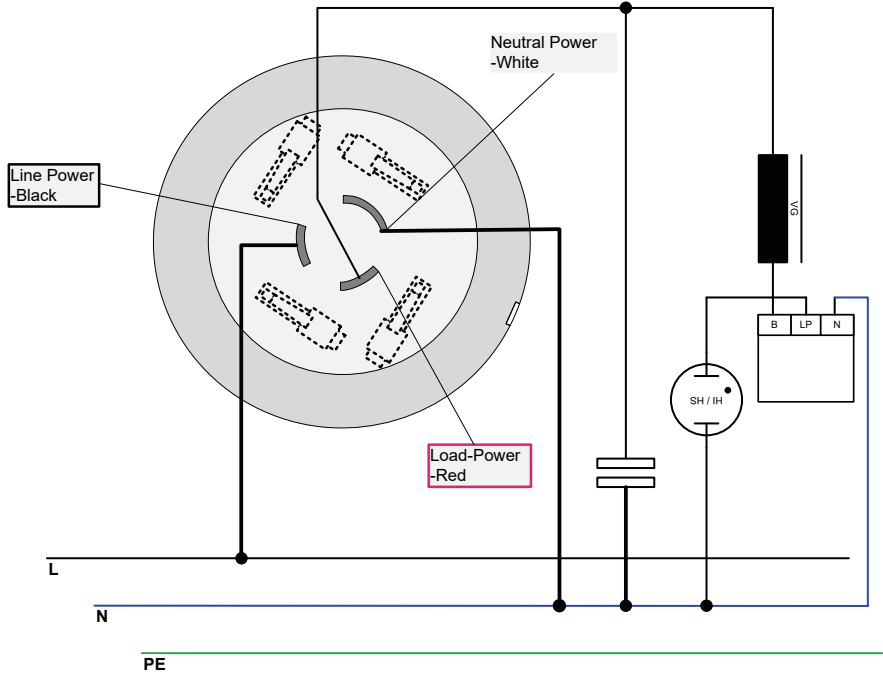 Neutral Power
-White
Line Power
-Black
VG
B LP N
SH / IH
Load-Power
-Red
L
N
PE